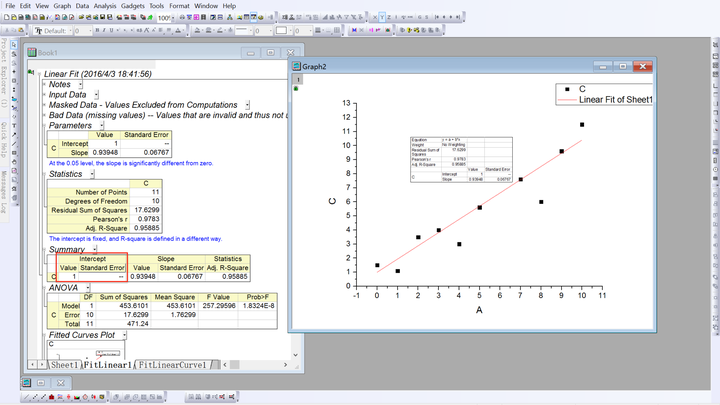 File Edit View Graph Data Analysis Gadgets Tools Format Window Help
100%
Tr Default: 0
B I U
0 0
Project Explorer (1)
Quick Help
Messages Log
Book1
Linear Fit (2016/4/3 18:41:56)
Notes
Input Data
Masked Data - Values Excluded from Computations
Bad Data (missing values) -- Values that are invalid and thus not u
Parameters
Value Standard Error
C Intercept 1 --
Slope 0.93948 0.06767
At the 0.05 level, the slope is significantly different from zero.
Statistics
C
Number of Points 11
Degrees of Freedom 10
Residual Sum of Squares 17.6299
Pearson's r 0.9783
Adj. R-Square 0.95885
The intercept is fixed, and R-square is defined in a different way.
Summary
Intercept Slope Statistics
Value Standard Error Value Standard Error Adj. R-Square
C 1 -- 0.93948 0.06767 0.95885
ANOVA
DF Sum of Squares Mean Square F Value Prob>F
Model 1 453.6101 453.6101 257.29596 1.8324E-8
C Error 10 17.6299 1.76299
Total 11 471.24
Fitted Curves Plot
C
Sheet1 FitLinear1 FitLinearCurve1
Graph2
1
C
Linear Fit of Sheet1
Equation y = a + b*x
Weight No Weighting
Residual Sum of Squares 17.6299
Pearson's r 0.9783
Adj. R-Square 0.95885
Value Standard Error
C Intercept 1 --
Slope 0.93948 0.06767
13
12
11
10
9
8
7
6
5
4
3
2
1
0
C
-1 0 1 2 3 4 5 6 7 8 9 10 11
A